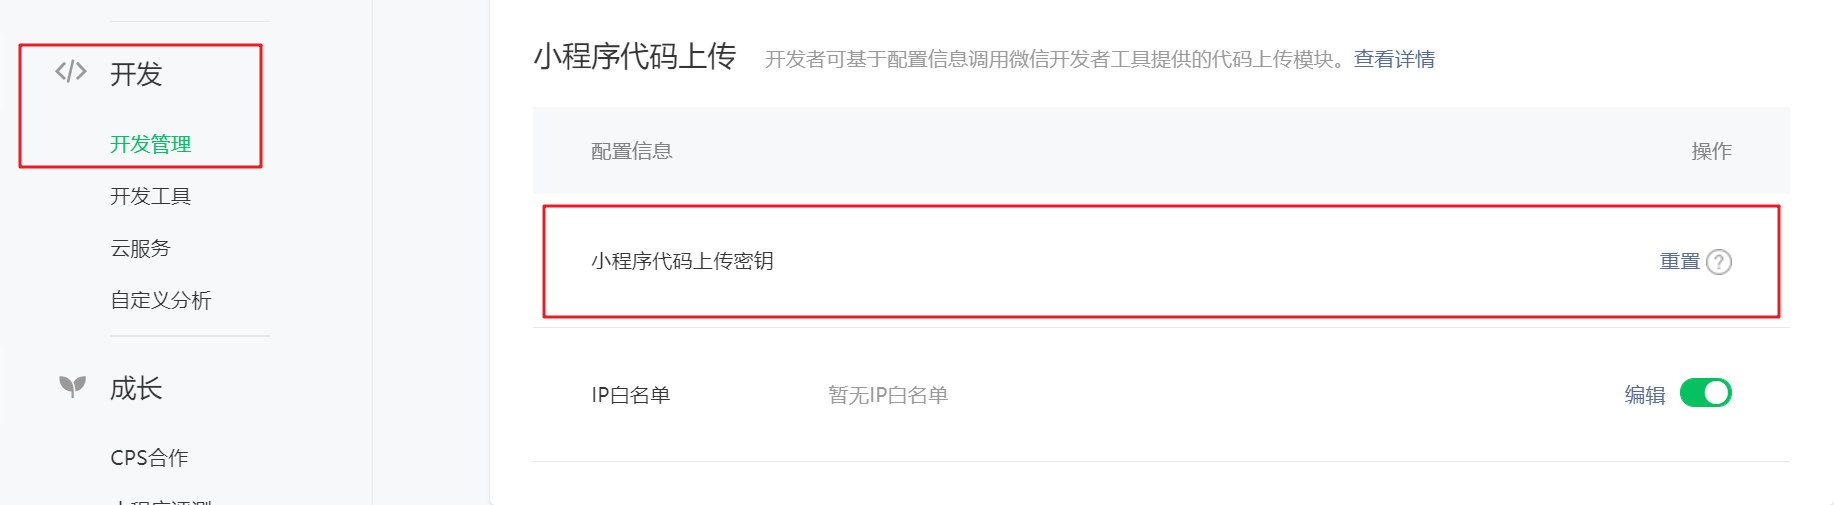 </> 开发
开发管理
开发工具
云服务
自定义分析
成长
CPS合作
小程序评测
小程序代码上传 开发者可基于配置信息调用微信开发者工具提供的代码上传模块。查看详情
配置信息 操作
小程序代码上传密钥 重置 ?
IP白名单 暂无IP白名单 编辑